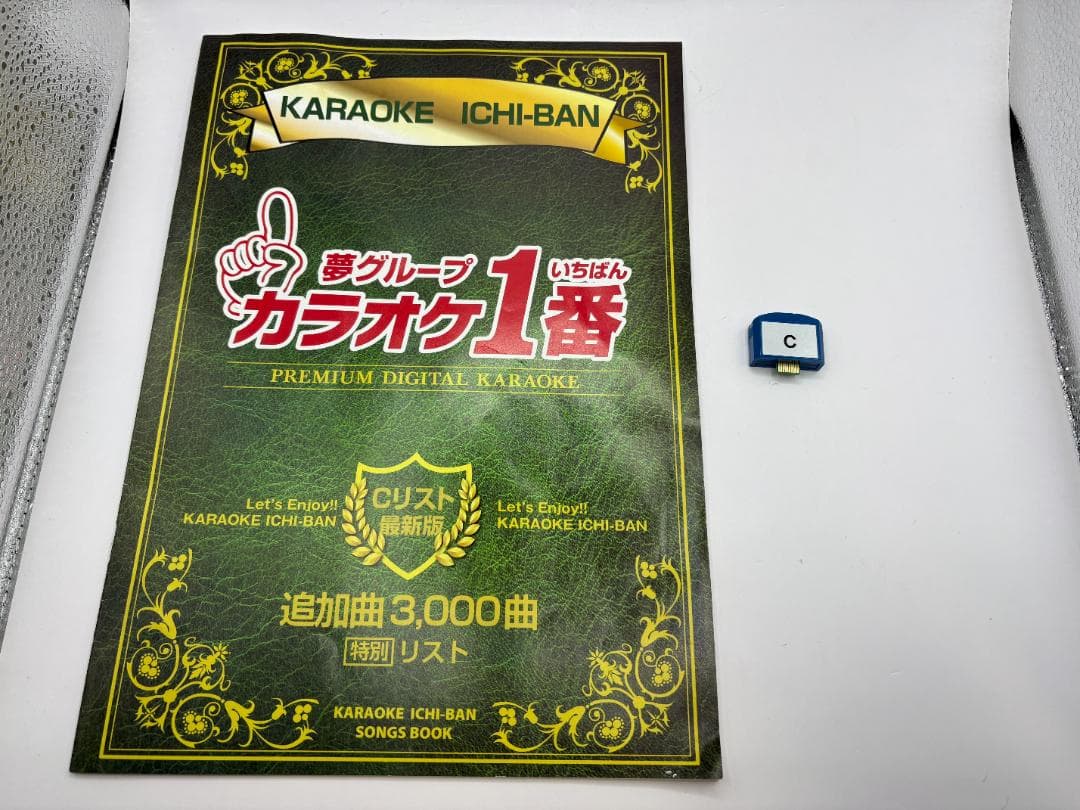 KARAOKE ICHI-BAN
夢グループ
いちばん
カラオケ1番
PREMIUM DIGITAL KARAOKE
Let's Enjoy!!
KARAOKE ICHI-BAN
Cリスト
最新版
Let's Enjoy!!
KARAOKE ICHI-BAN
追加曲3,000曲
特別 リスト
KARAOKE ICHI-BAN
SONGS BOOK
C